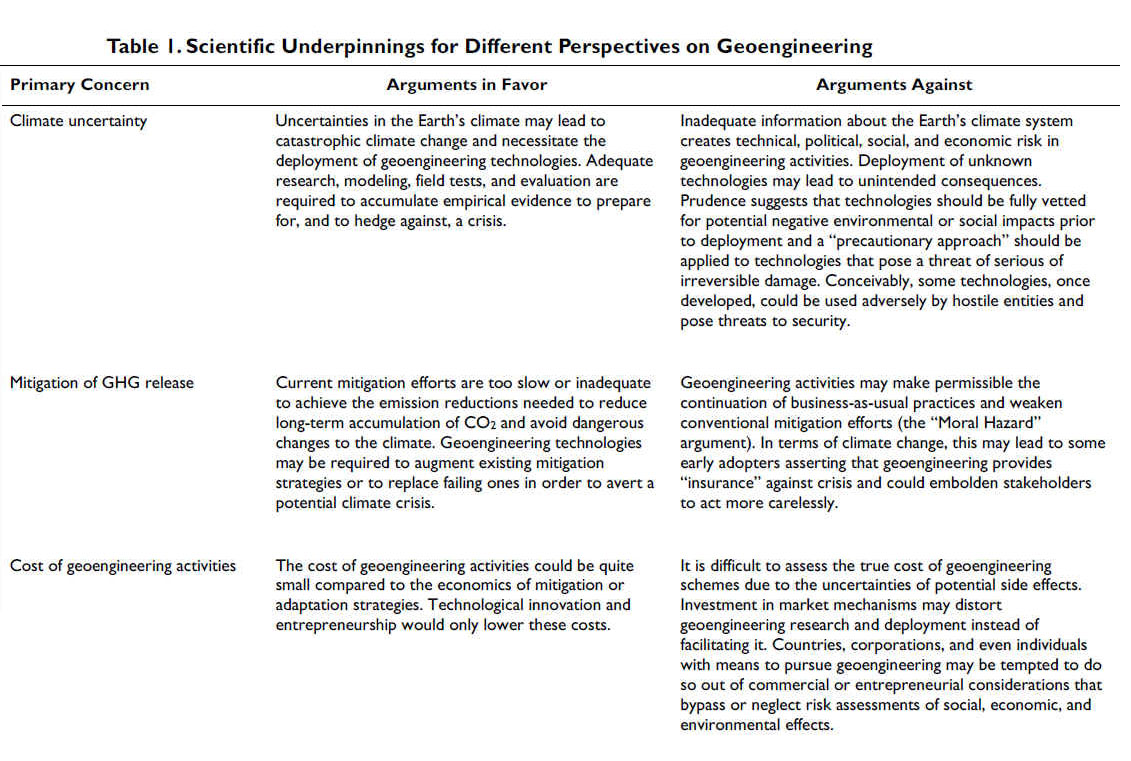 Table 1. Scientific Underpinnings for Different Perspectives on Geoengineering
Primary Concern Arguments in Favor Arguments Against
Climate uncertainty
Uncertainties in the Earth's climate may lead to
catastrophic climate change and necessitate the
deployment of geoengineering technologies. Adequate
research, modeling, field tests, and evaluation are
required to accumulate empirical evidence to prepare
for, and to hedge against, a crisis.
Inadequate information about the Earth's climate system
creates technical, political, social, and economic risk in
geoengineering activities. Deployment of unknown
technologies may lead to unintended consequences.
Prudence suggests that technologies should be fully vetted
for potential negative environmental or social impacts prior
to deployment and a “precautionary approach” should be
applied to technologies that pose a threat of serious of
irreversible damage. Conceivably, some technologies, once
developed, could be used adversely by hostile entities and
pose threats to security.
Mitigation of GHG release
Current mitigation efforts are too slow or inadequate
to achieve the emission reductions needed to reduce
long-term accumulation of CO2 and avoid dangerous
changes to the climate. Geoengineering technologies
may be required to augment existing mitigation
strategies or to replace failing ones in order to avert a
potential climate crisis.
Geoengineering activities may make permissible the
continuation of business-as-usual practices and weaken
conventional mitigation efforts (the “Moral Hazard”
argument). In terms of climate change, this may lead to some
early adopters asserting that geoengineering provides
“insurance” against crisis and could embolden stakeholders
to act more carelessly.
Cost of geoengineering activities
The cost of geoengineering activities could be quite
small compared to the economics of mitigation or
adaptation strategies. Technological innovation and
entrepreneurship would only lower these costs.
It is difficult to assess the true cost of geoengineering
schemes due to the uncertainties of potential side effects.
Investment in market mechanisms may distort
geoengineering research and deployment instead of
facilitating it. Countries, corporations, and even individuals
with means to pursue geoengineering may be tempted to do
so out of commercial or entrepreneurial considerations that
bypass or neglect risk assessments of social, economic, and
environmental effects.